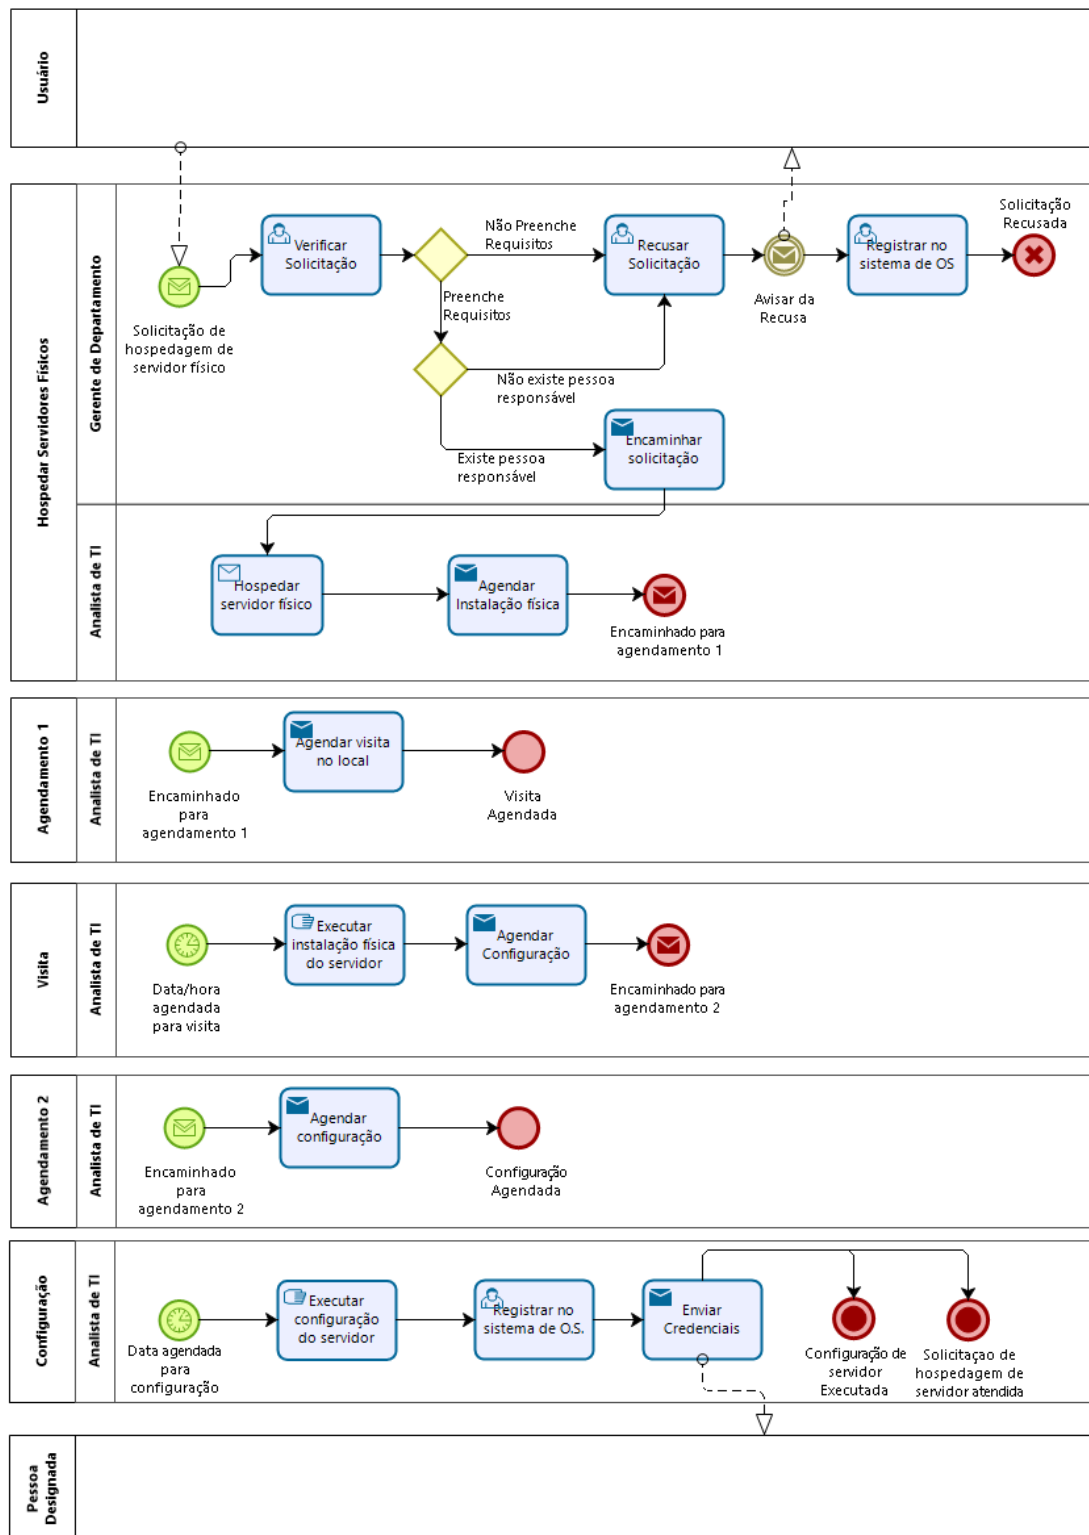 Usuário
Hospedar Servidores Físicos
Gerente de Departamento
Solicitação de
hospedagem de
servidor físico
Verificar
Solicitação
Não Preenche
Requisitos
Preenche
Requisitos
Recusar
Solicitação
Avisar da
Recusa
Registrar no
sistema de OS
Solicitação
Recusada
Não existe pessoa
responsável
Existe pessoa
responsável
Encaminhar
solicitação
Analista de TI
Hospedar
servidor físico
Agendar
Instalação física
Encaminhado para
agendamento 1
Agendamento 1
Analista de TI
Encaminhado
para
agendamento 1
Agendar visita
no local
Visita
Agendada
Visita
Analista de TI
Data/hora
agendada
para visita
Executar
instalação física
do servidor
Agendar
Configuração
Encaminhado para
agendamento 2
Agendamento 2
Analista de TI
Encaminhado
para
agendamento 2
Agendar
configuração
Configuração
Agendada
Configuração
Analista de TI
Data agendada
para
configuração
Executar
configuração
do servidor
Registrar no
sistema de O.S.
Enviar
Credenciais
Configuração de
servidor
Executada
Solicitaçao de
hospedagem de
servidor atendida
Pessoa
Designada